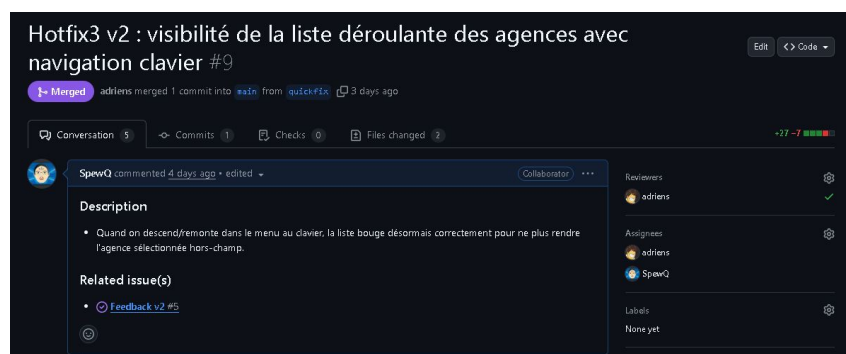 Hotfix3 v2 : visibilité de la liste déroulante des agences avec
navigation clavier #9
Edit
Code
Merged adriens merged 1 commit into main from quickfix 3 days ago
Conversation 5 Commits 1 Checks 0 Files changed 2
+27 −7
SpewQ commented 4 days ago • edited
Collaborator ...
Description
• Quand on descend/remonte dans le menu au clavier, la liste bouge désormais correctement pour ne plus rendre
l'agence sélectionnée hors-champ.
Related issue(s)
• Feedback v2 #5
Reviewers
adriens
Assignees
adriens
SpewQ
Labels
None yet